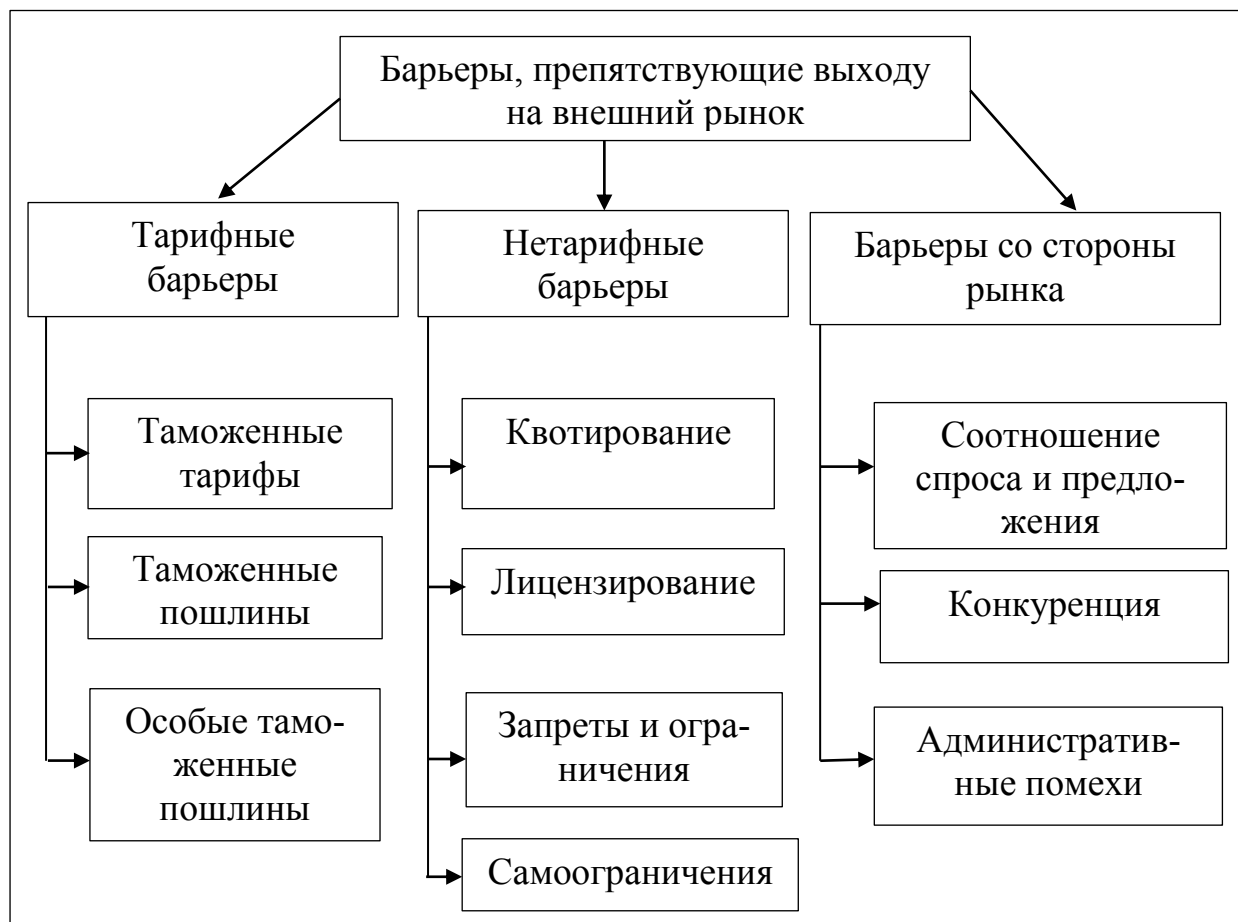 Барьеры, препятствующие выходу
на внешний рынок
Тарифные
барьеры
Нетарифные
барьеры
Барьеры со стороны
рынка
Таможенные
тарифы
Таможенные
пошлины
Особые тамо-
женные
пошлины
Квотирование
Лицензирование
Запреты и огра-
ничения
Самоограничения
Соотношение
спроса и предло-
жения
Конкуренция
Административ-
ные помехи